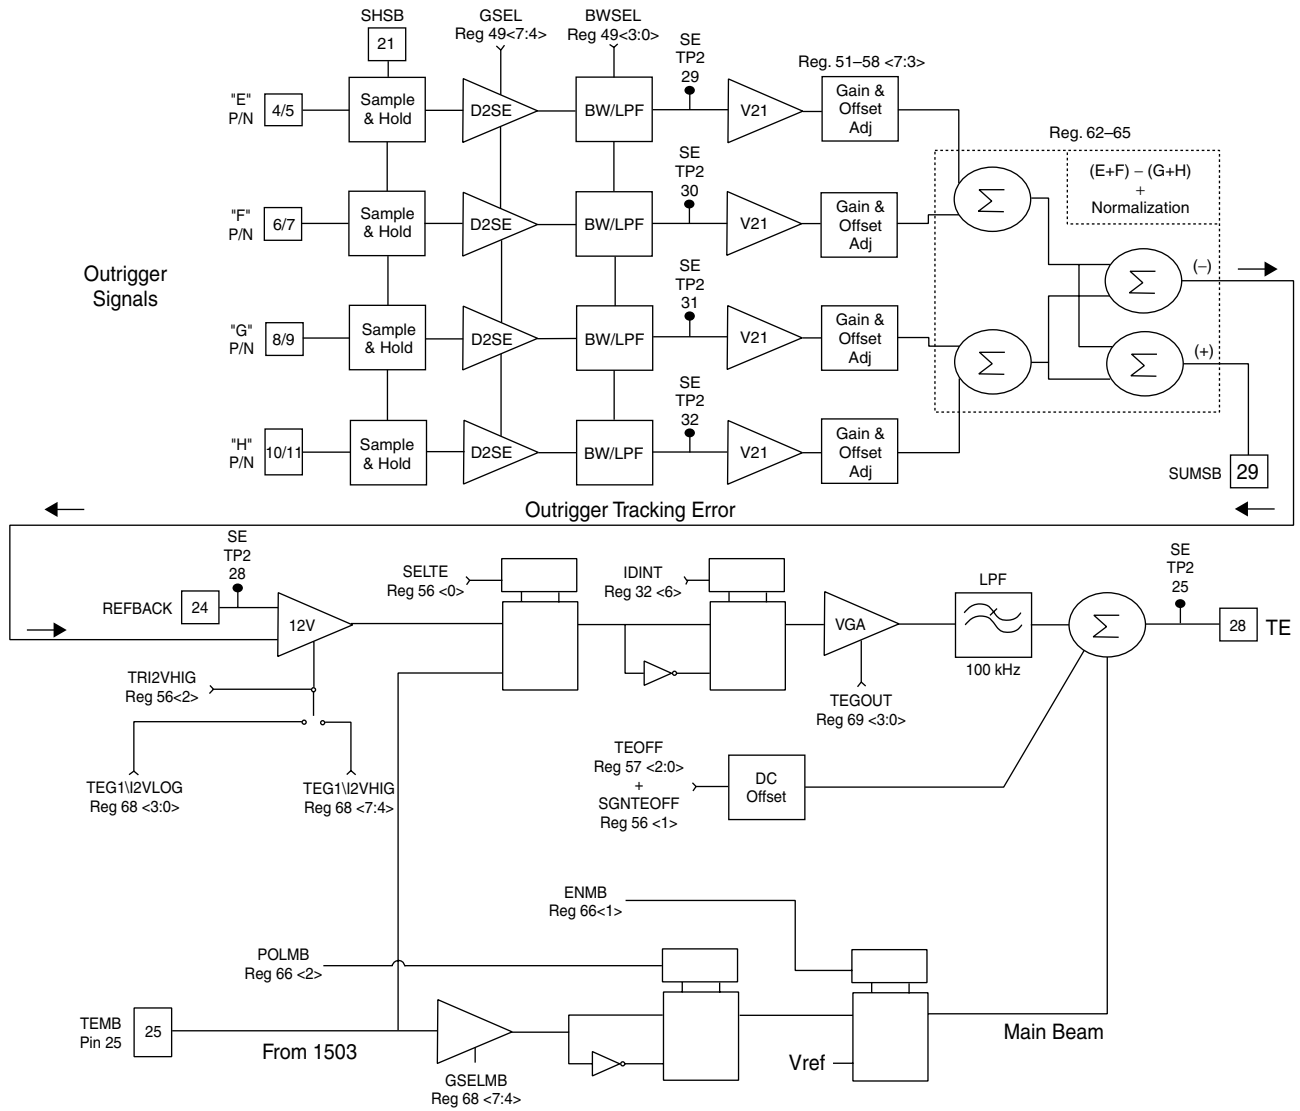 SHSB
21
GSEL
Reg 49<7:4>
BWSEL
Reg 49<3:0>
SE
TP2
29
Reg. 51–58 <7:3>
"E"
P/N
4/5
Sample
& Hold
D2SE
BW/LPF
V21
Gain &
Offset
Adj
Reg. 62–65
(E+F) – (G+H)
+
Normalization
SE
TP2
30
"F"
P/N
6/7
Sample
& Hold
D2SE
BW/LPF
V21
Gain &
Offset
Adj
Σ
Outrigger
Signals
SE
TP2
31
"G"
P/N
8/9
Sample
& Hold
D2SE
BW/LPF
V21
Gain &
Offset
Adj
Σ
Σ
(–)
Σ
(+)
SE
TP2
32
"H"
P/N
10/11
Sample
& Hold
D2SE
BW/LPF
V21
Gain &
Offset
Adj
SUMSB
29
Outrigger Tracking Error
SE
TP2
28
REFBACK
24
12V
SELTE
Reg 56 <0>
IDINT
Reg 32 <6>
VGA
LPF
100 kHz
Σ
SE
TP2
25
28
TE
TRI2VHIG
Reg 56<2>
TEG1\I2VLOG
Reg 68 <3:0>
TEG1\I2VHIG
Reg 68 <7:4>
TEGOUT
Reg 69 <3:0>
TEOFF
Reg 57 <2:0>
+
SGNTEOFF
Reg 56 <1>
DC
Offset
ENMB
Reg 66<1>
POLMB
Reg 66 <2>
TEMB
Pin 25
25
From 1503
GSELMB
Reg 68 <7:4>
Vref
Main Beam